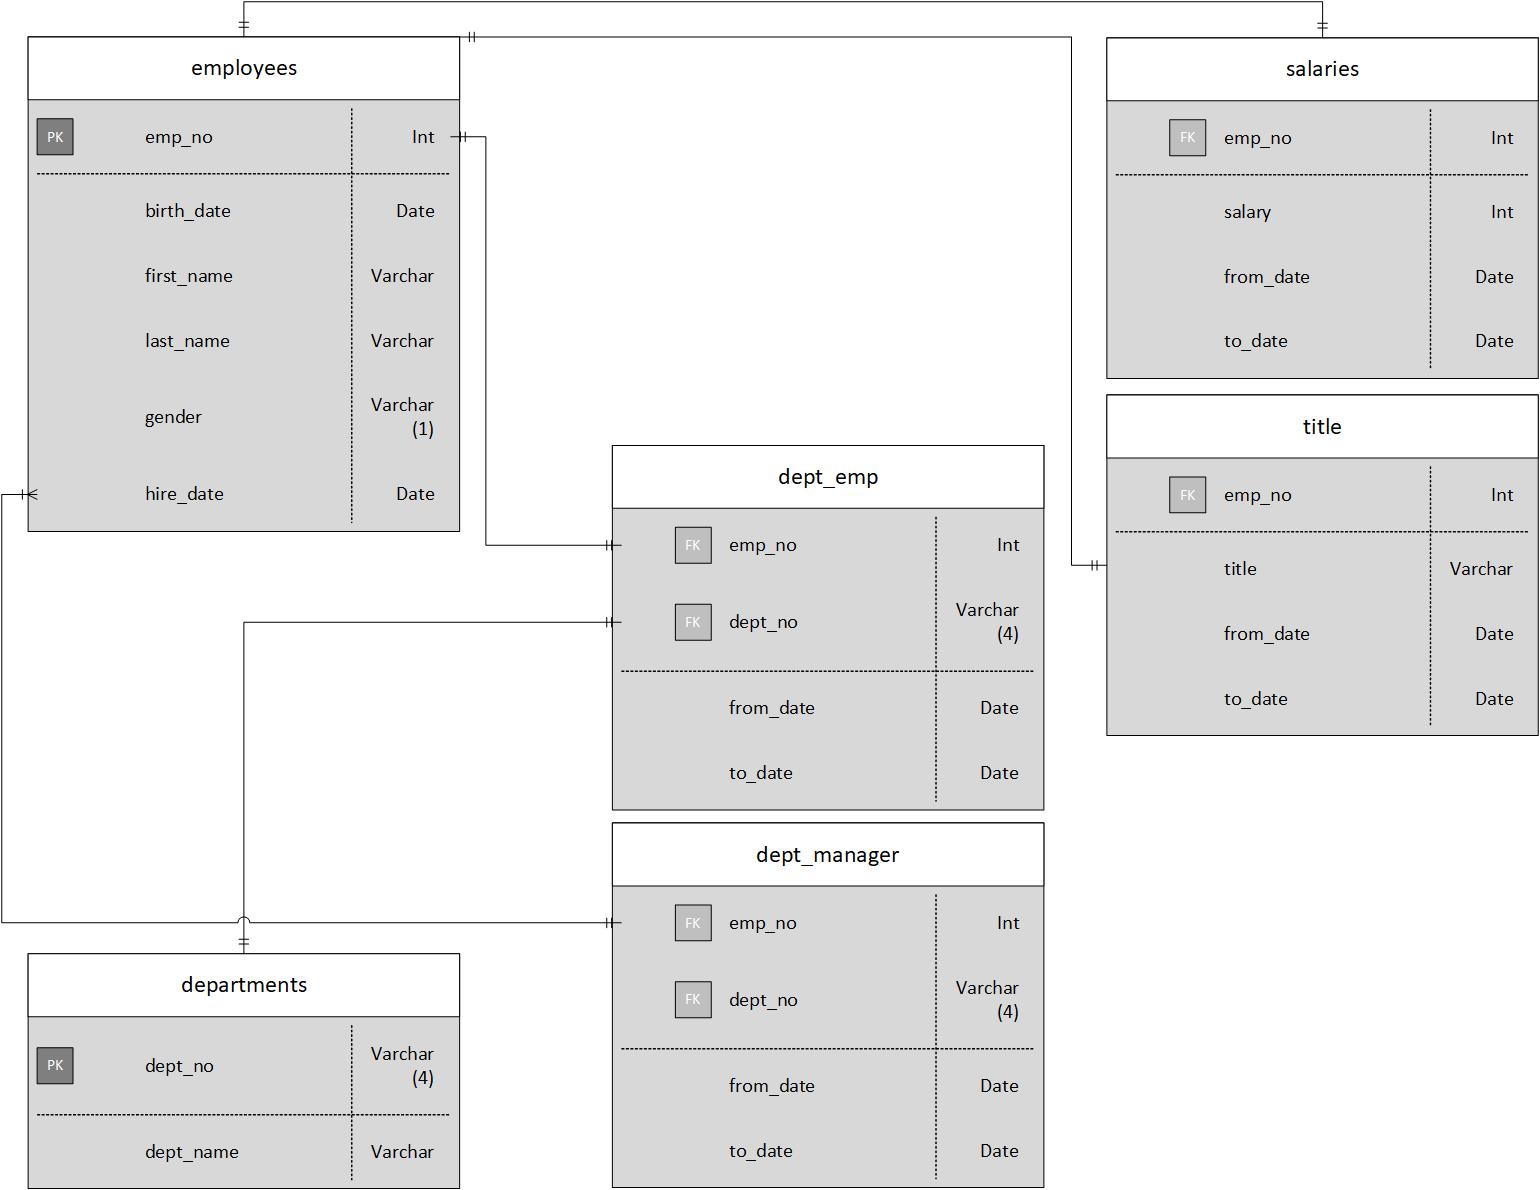 employees
PK emp_no Int
birth_date Date
first_name Varchar
last_name Varchar
gender Varchar
(1)
hire_date Date
salaries
FK emp_no Int
salary Int
from_date Date
to_date Date
title
FK emp_no Int
title Varchar
from_date Date
to_date Date
dept_emp
FK emp_no Int
FK dept_no Varchar
(4)
from_date Date
to_date Date
dept_manager
FK emp_no Int
FK dept_no Varchar
(4)
from_date Date
to_date Date
departments
PK dept_no Varchar
(4)
dept_name Varchar